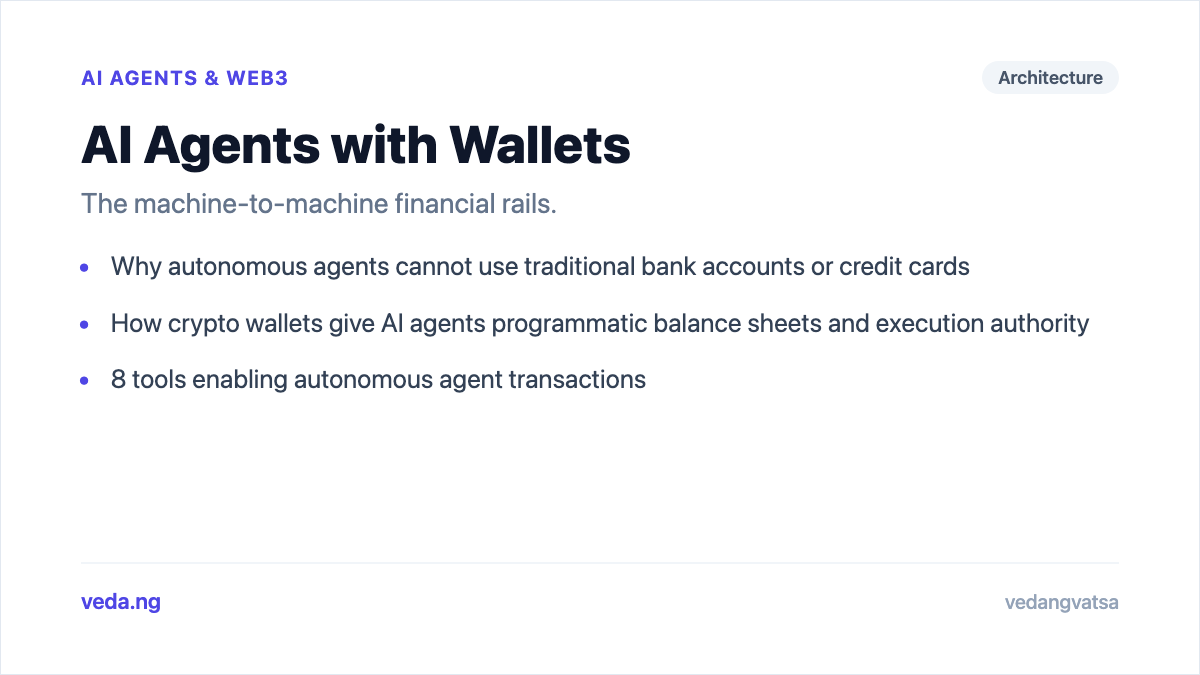 AI AGENTS & WEB3
Architecture
AI Agents with Wallets
The machine-to-machine financial rails.
• Why autonomous agents cannot use traditional bank accounts or credit cards
• How crypto wallets give AI agents programmatic balance sheets and execution authority
• 8 tools enabling autonomous agent transactions
veda.ng
vedangvatsa